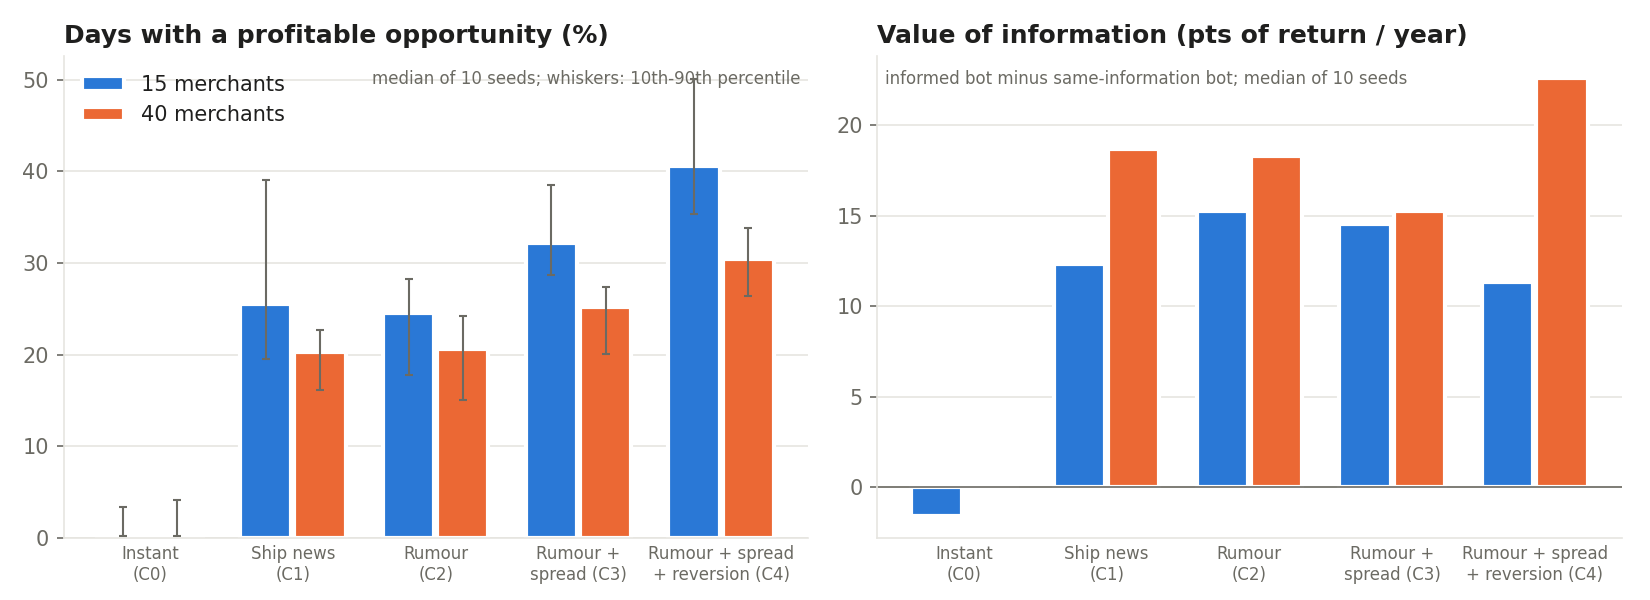 Days with a profitable opportunity (%)
median of 10 seeds; whiskers: 10th-90th percentile
15 merchants
40 merchants
50
40
30
20
10
0
Instant
(C0)
Ship news
(C1)
Rumour
(C2)
Rumour +
spread (C3)
Rumour + spread
+ reversion (C4)
Value of information (pts of return / year)
informed bot minus same-information bot; median of 10 seeds
20
15
10
5
0
Instant
(C0)
Ship news
(C1)
Rumour
(C2)
Rumour +
spread (C3)
Rumour + spread
+ reversion (C4)